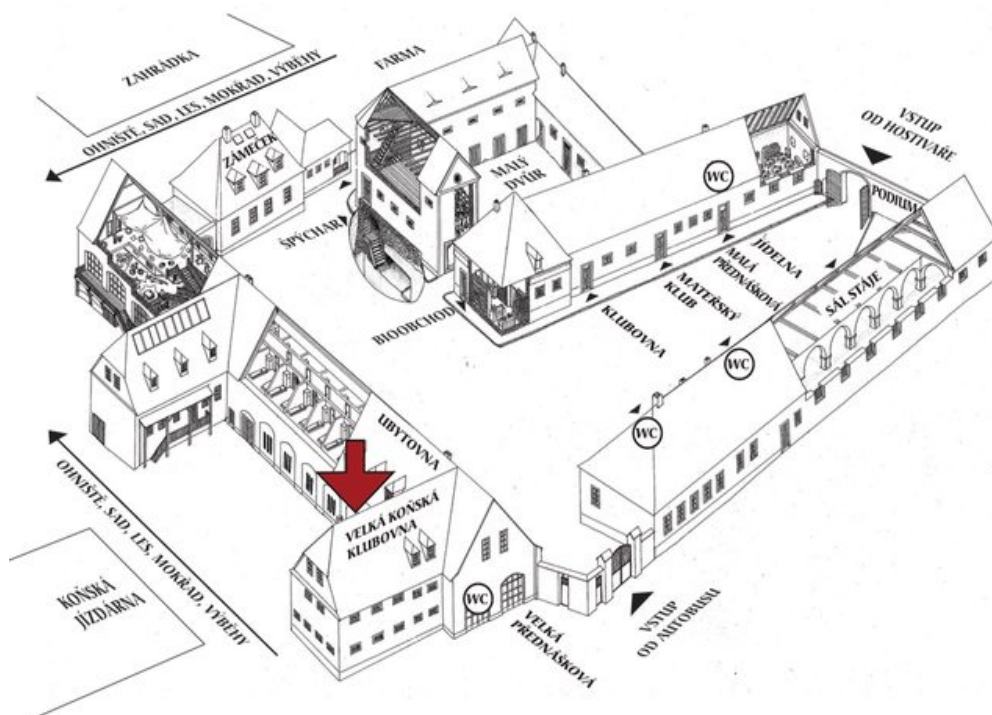 ZAHRÁDKA
OHNIŠTĚ, SAD, LES, MOKŘAD, VÝBĚHY
FARMA
ZÁMEČEK
ŠPÝCHAR
MALÝ
DVŮR
WC
VSTUP
OD HOSTIVAŘE
PODIUM
JÍDELNA
MALÁ
PŘEDNÁŠKOVÁ
MATEŘSKÝ
KLUB
KLUBOVNA
BIOOBCHOD
SÁL STÁJE
WC
WC
UBYTOVNA
VELKÁ KOŇSKÁ
KLUBOVNA
OHNIŠTĚ, SAD, LES, MOKŘAD, VÝBĚHY
KOŇSKÁ
JÍZDÁRNA
WC
VELKÁ
PŘEDNÁŠKOVÁ
VSTUP
OD AUTOBUSU